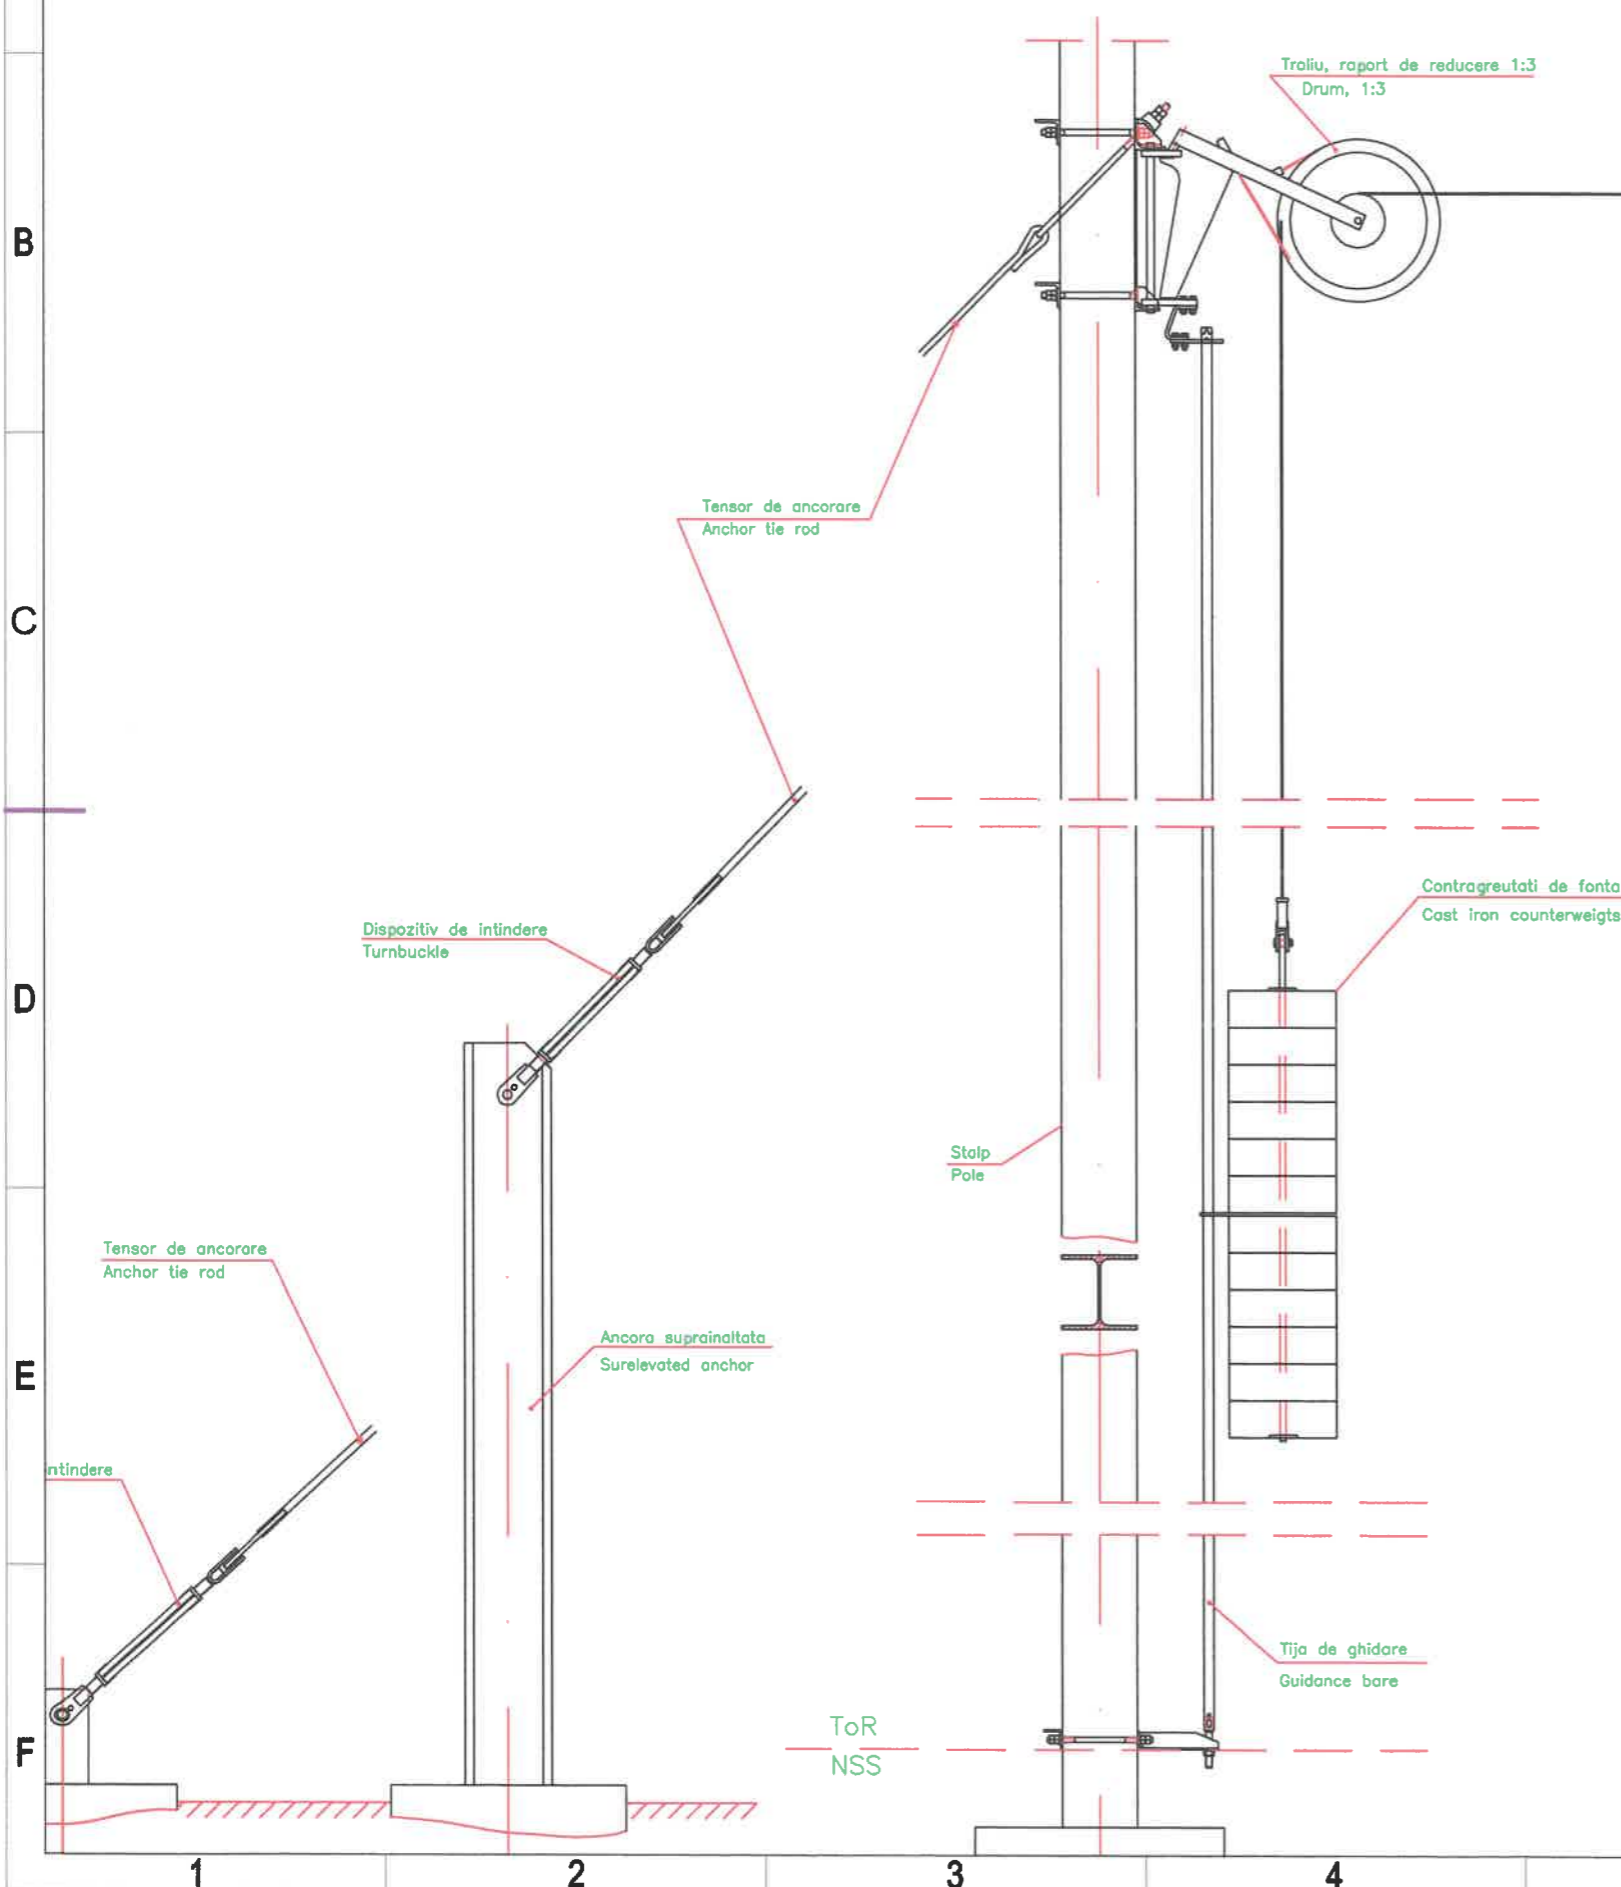 Troliu, raport de reducere 1:3
Drum, 1:3
B
Tensor de ancorare
Anchor tie rod
C
Contragreutati de fonta
Cast iron counterweigts
Dispozitiv de intindere
Turnbuckle
D
Stalp
Pole
Tensor de ancorare
Anchor tie rod
Ancora suprainaltata
Surelevated anchor
E
ntindere
Tija de ghidare
Guidance bare
ToR
NSS
F
1
2
3
4